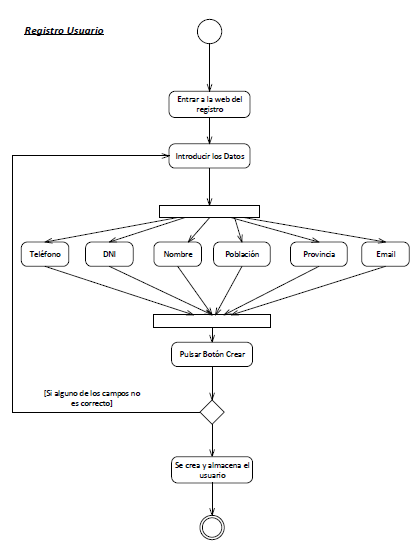 Registro Usuario
Entrar a la web del
registro
Introducir los Datos
Teléfono
DNI
Nombre
Población
Provincia
Email
Pulsar Botón Crear
[Si alguno de los campos no
es correcto]
Se crea y almacena el
usuario